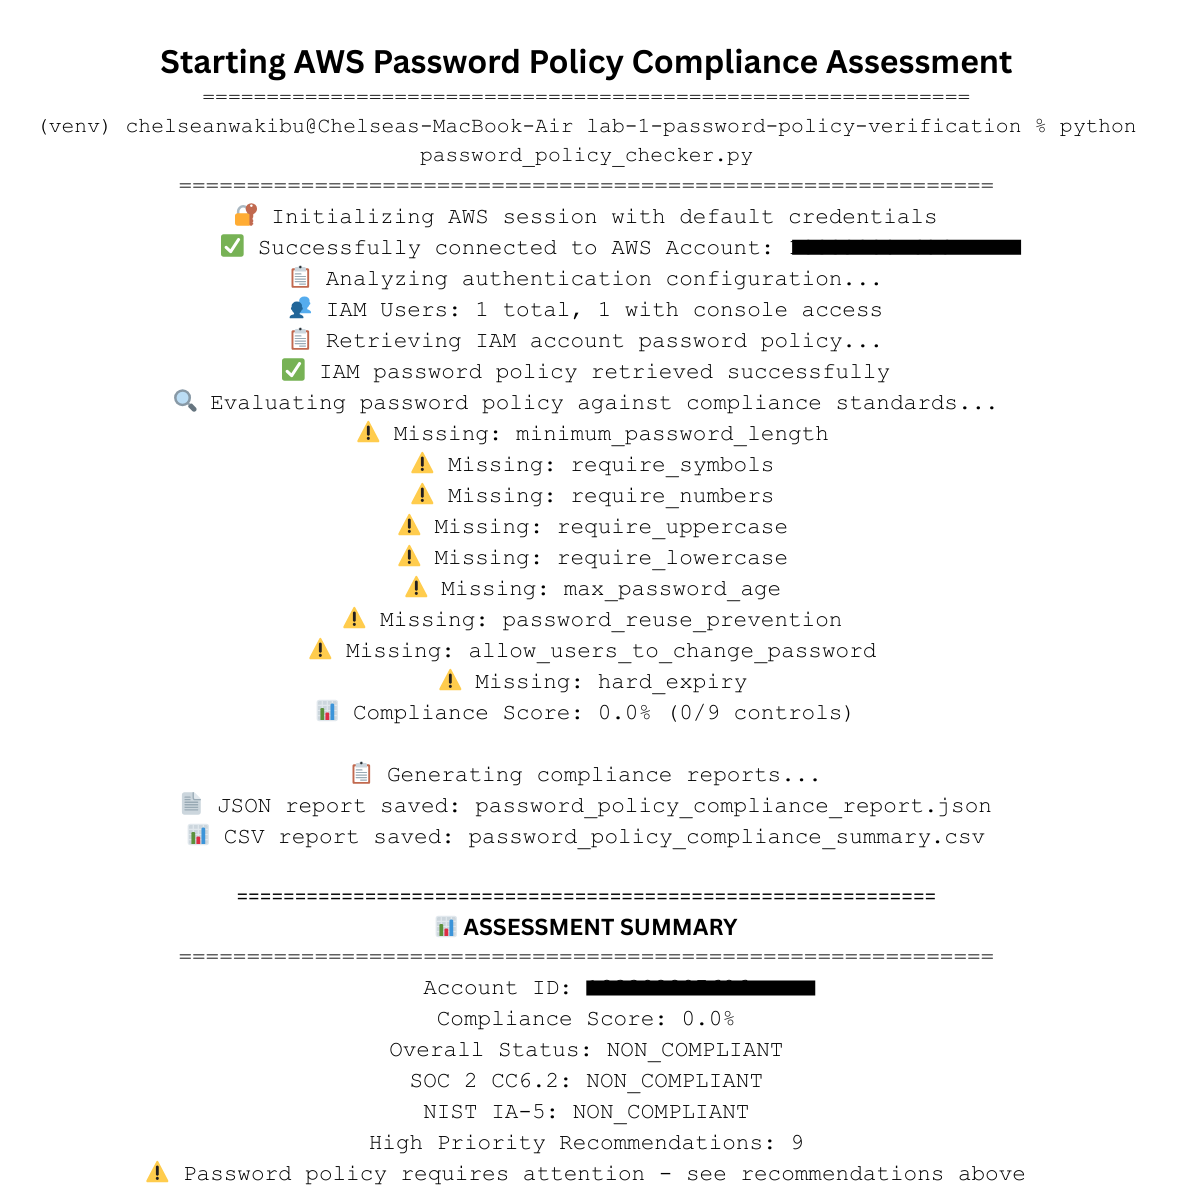 Starting AWS Password Policy Compliance Assessment
============================================================
(venv) chelseanwakibu@Chelseas-MacBook-Air lab-1-password-policy-verification % python
password_policy_checker.py
============================================================
🔐 Initializing AWS session with default credentials
✅ Successfully connected to AWS Account:
📋 Analyzing authentication configuration...
👥 IAM Users: 1 total, 1 with console access
📋 Retrieving IAM account password policy...
✅ IAM password policy retrieved successfully
🔍 Evaluating password policy against compliance standards...
⚠️ Missing: minimum_password_length
⚠️ Missing: require_symbols
⚠️ Missing: require_numbers
⚠️ Missing: require_uppercase
⚠️ Missing: require_lowercase
⚠️ Missing: max_password_age
⚠️ Missing: password_reuse_prevention
⚠️ Missing: allow_users_to_change_password
⚠️ Missing: hard_expiry
📊 Compliance Score: 0.0% (0/9 controls)
📋 Generating compliance reports...
📄 JSON report saved: password_policy_compliance_report.json
📊 CSV report saved: password_policy_compliance_summary.csv
============================================================
📊 ASSESSMENT SUMMARY
============================================================
Account ID:
Compliance Score: 0.0%
Overall Status: NON_COMPLIANT
SOC 2 CC6.2: NON_COMPLIANT
NIST IA-5: NON_COMPLIANT
High Priority Recommendations: 9
⚠️ Password policy requires attention - see recommendations above